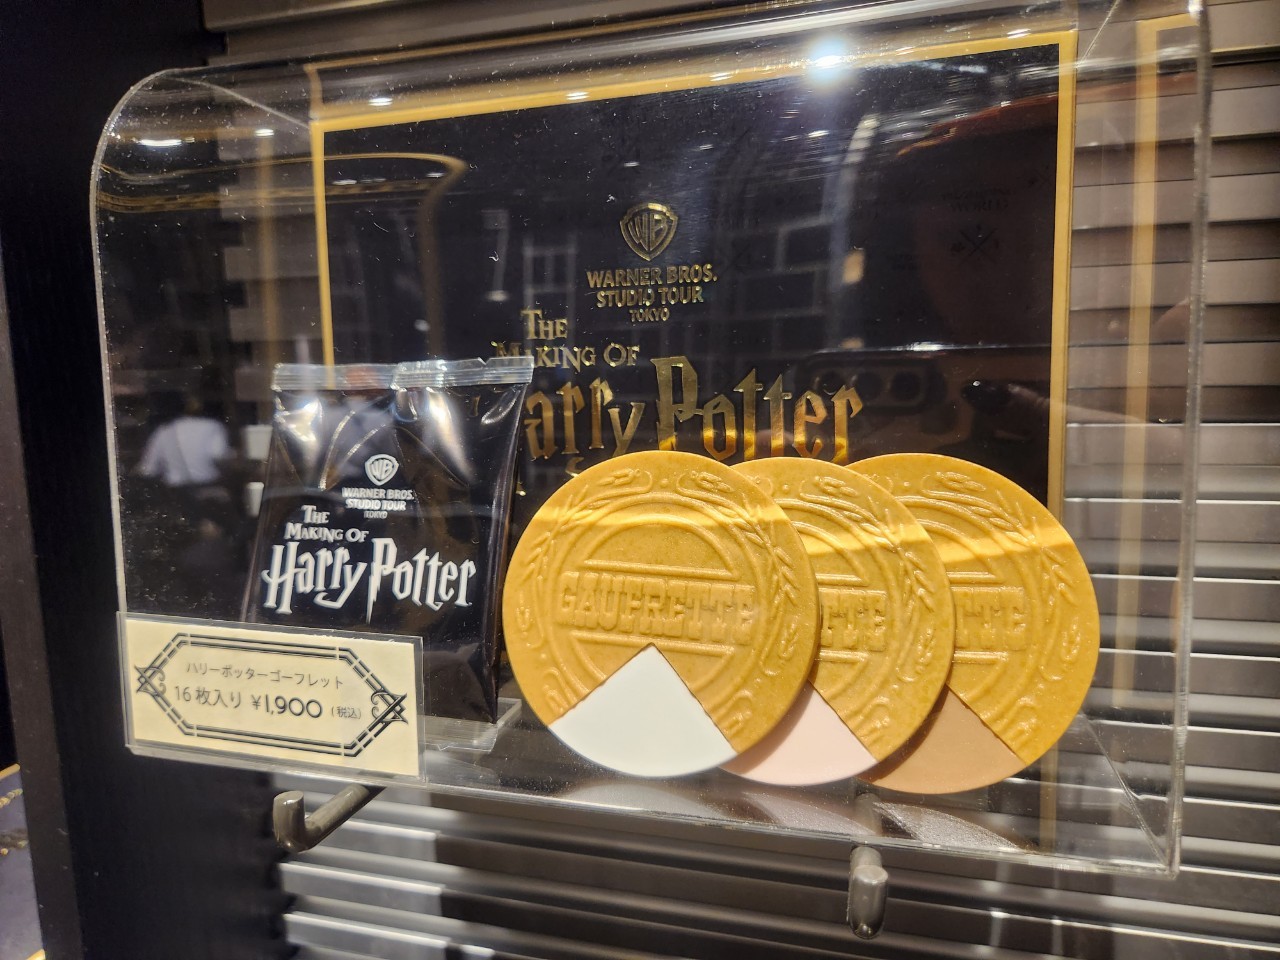 WB
WARNER BROS.
STUDIO TOUR
TOKYO
THE
MAKING OF
Harry Potter
WB
WARNER BROS.
STUDIO TOUR
TOKYO
THE
MAKING OF
Harry Potter
GAUFRETTE
TTE
TTE
ハリーポッターゴーフレット
16枚入り ¥1,900 (税込)